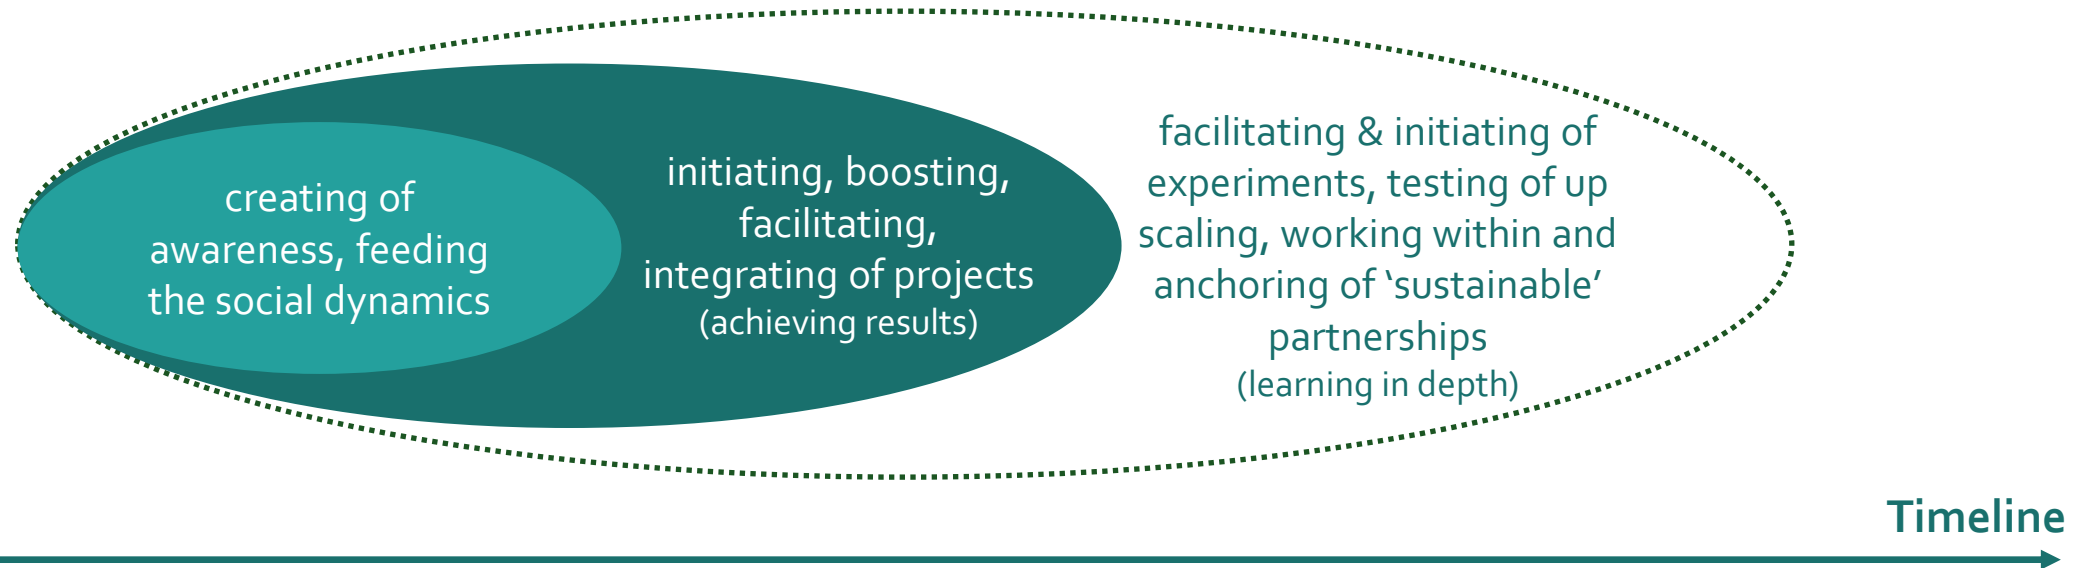 creating of
awareness, feeding
the social dynamics
initiating, boosting,
facilitating,
integrating of projects
(achieving results)
facilitating & initiating of
experiments, testing of up
scaling, working within and
anchoring of ‘sustainable’
partnerships
(learning in depth)
Timeline